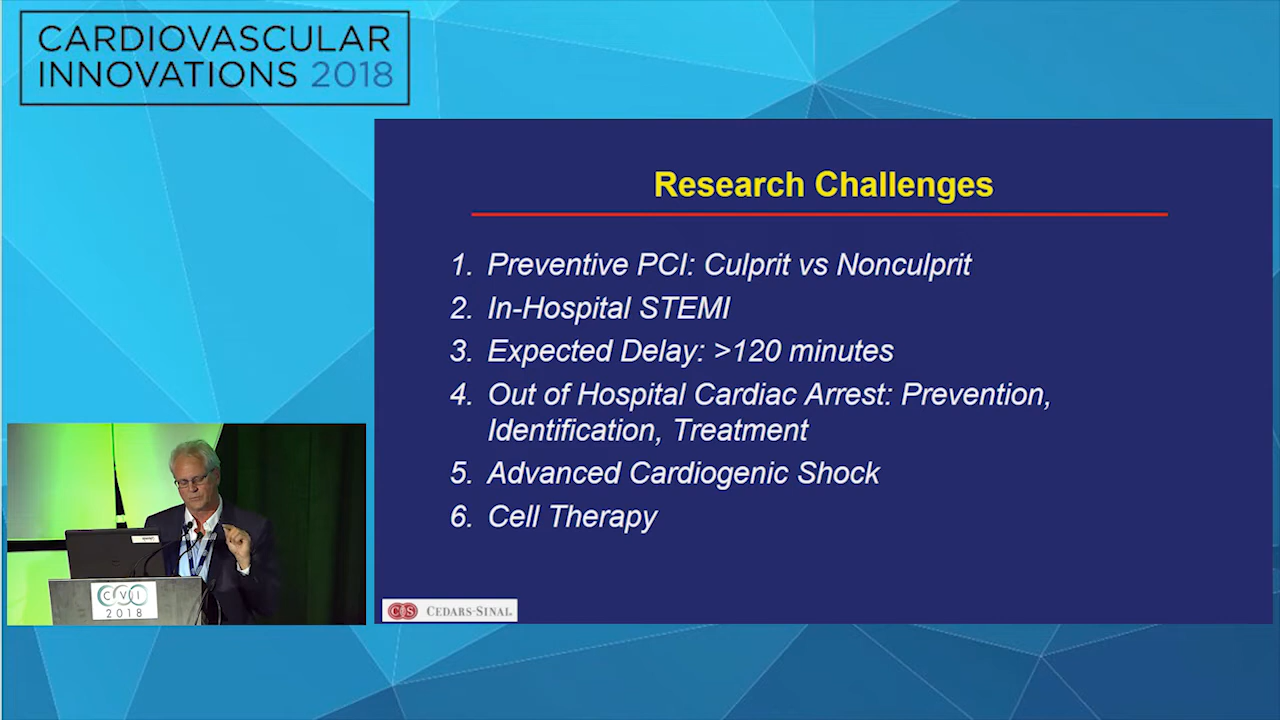 CARDIOVASCULAR
INNOVATIONS 2018
Research Challenges
1. Preventive PCI: Culprit vs Nonculprit
2. In-Hospital STEMI
3. Expected Delay: >120 minutes
4. Out of Hospital Cardiac Arrest: Prevention,
Identification, Treatment
5. Advanced Cardiogenic Shock
6. Cell Therapy
CVI
2018
CS CEDARS-SINAI.